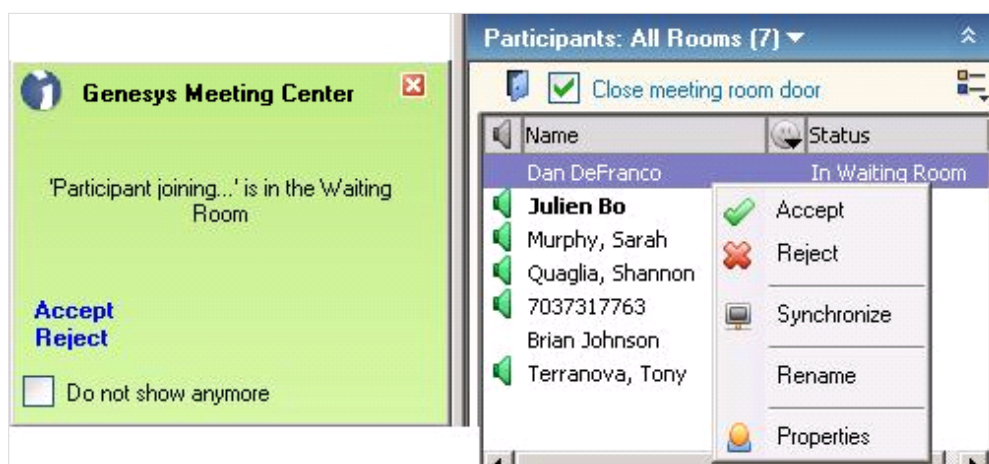 Genesys Meeting Center
'Participant joining...' is in the Waiting
Room
Accept
Reject
Do not show anymore
Participants: All Rooms (7)
Close meeting room door
Name Status
Dan DeFranco In Waiting Room
Julien Bo
Murphy, Sarah
Quaglia, Shannon
7037317763
Brian Johnson
Terranova, Tony
Accept
Reject
Synchronize
Rename
Properties